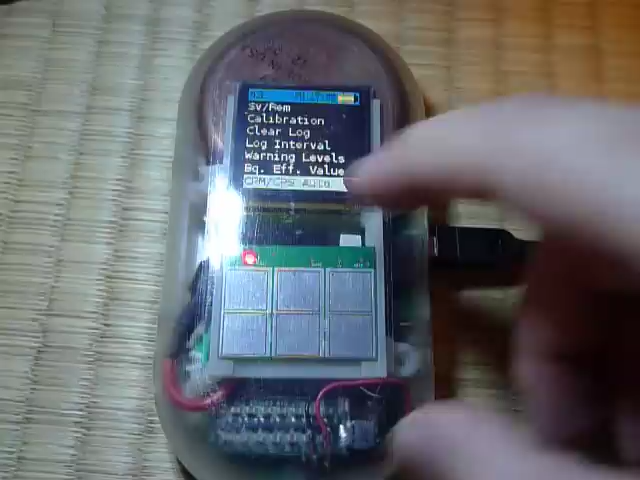 Sv/Rem
Calibration
Clear Log
Log Interval
Warning Levels
Bq. Eff. Value
CPM/CPS Auto